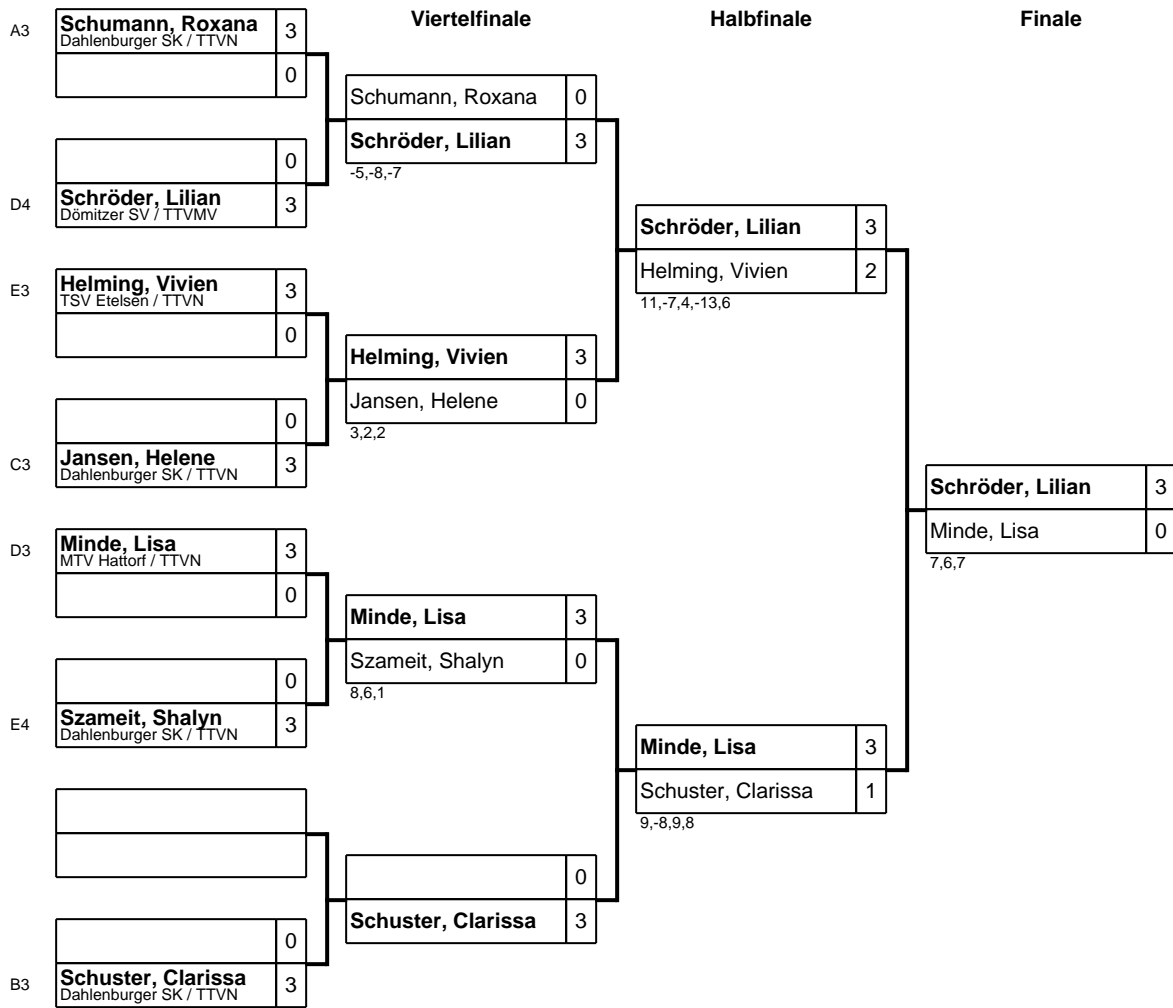 Viertelfinale
Halbfinale
Finale
A3
Schumann, Roxana 3
Dahlenburger SK / TTVN
0
0
D4
Schröder, Lilian 3
Dömitzer SV / TTVMV
E3
Helming, Vivien 3
TSV Etelsen / TTVN
0
0
C3
Jansen, Helene 3
Dahlenburger SK / TTVN
D3
Minde, Lisa 3
MTV Hattorf / TTVN
0
0
E4
Szameit, Shalyn 3
Dahlenburger SK / TTVN
0
B3
Schuster, Clarissa 3
Dahlenburger SK / TTVN
Schumann, Roxana 0
Schröder, Lilian 3
-5,-8,-7
Helming, Vivien 3
Jansen, Helene 0
3,2,2
Minde, Lisa 3
Szameit, Shalyn 0
8,6,1
0
Schuster, Clarissa 3
Schröder, Lilian 3
Helming, Vivien 2
11,-7,4,-13,6
Minde, Lisa 3
Schuster, Clarissa 1
9,-8,9,8
Schröder, Lilian 3
Minde, Lisa 0
7,6,7